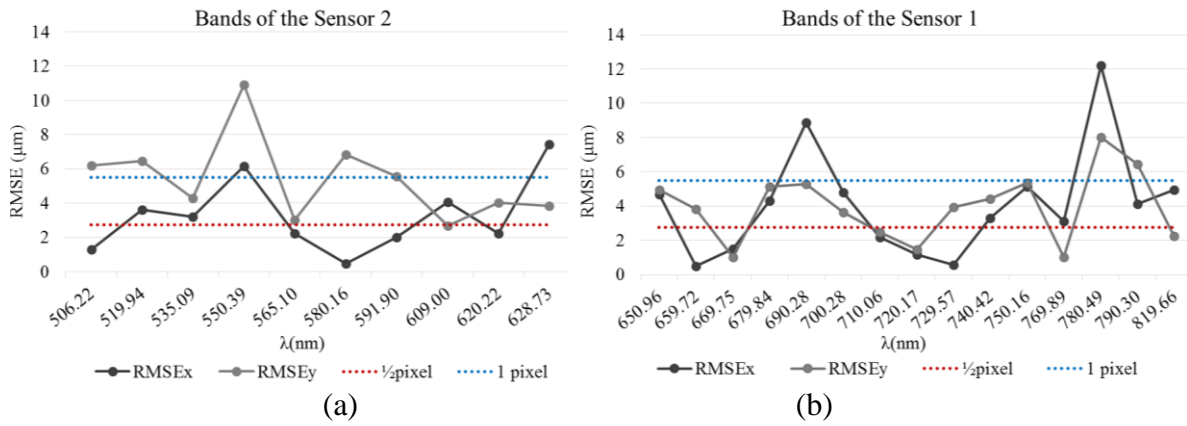 Bands of the Sensor 2
14
12
10
8
6
4
2
0
RMSE (μm)
506.22 519.94 535.09 550.39 565.10 580.16 591.90 609.00 620.22 628.73
λ(nm)
RMSEx RMSEy ½pixel 1 pixel
(a)
Bands of the Sensor 1
14
12
10
8
6
4
2
0
RMSE (μm)
650.96 659.72 669.75 679.84 690.28 700.28 710.06 720.17 729.57 740.42 750.16 769.89 780.49 790.30 819.66
λ(nm)
RMSEx RMSEy ½pixel 1 pixel
(b)